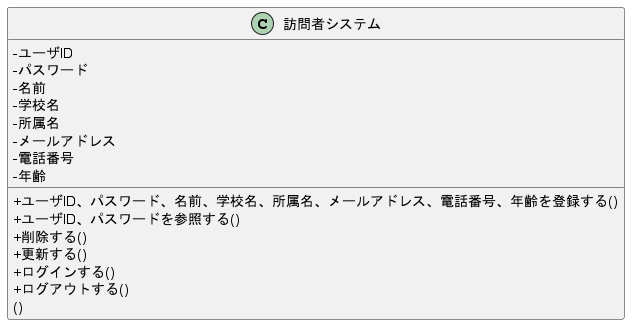 C 訪問者システム
-ユーザID
-パスワード
-名前
-学校名
-所属名
-メールアドレス
-電話番号
-年齢
+ユーザID、パスワード、名前、学校名、所属名、メールアドレス、電話番号、年齢を登録する()
+ユーザID、パスワードを参照する()
+削除する()
+更新する()
+ログインする()
+ログアウトする()
()